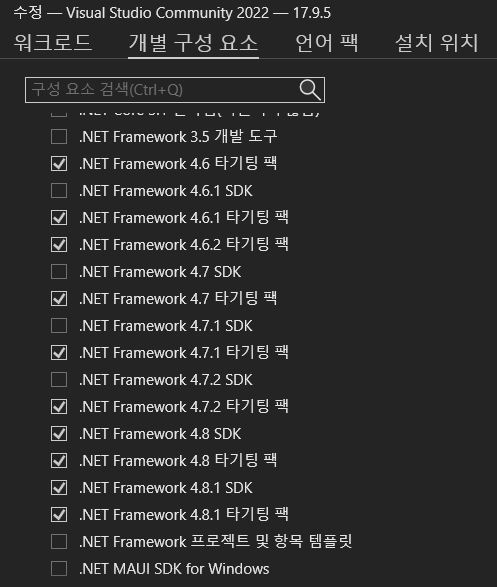 수정 — Visual Studio Community 2022 — 17.9.5
워크로드 개별 구성 요소 언어 팩 설치 위치
구성 요소 검색(Ctrl+Q)
.NET Framework 3.5 개발 도구
.NET Framework 4.6 타기팅 팩
.NET Framework 4.6.1 SDK
.NET Framework 4.6.1 타기팅 팩
.NET Framework 4.6.2 타기팅 팩
.NET Framework 4.7 SDK
.NET Framework 4.7 타기팅 팩
.NET Framework 4.7.1 SDK
.NET Framework 4.7.1 타기팅 팩
.NET Framework 4.7.2 SDK
.NET Framework 4.7.2 타기팅 팩
.NET Framework 4.8 SDK
.NET Framework 4.8 타기팅 팩
.NET Framework 4.8.1 SDK
.NET Framework 4.8.1 타기팅 팩
.NET Framework 프로젝트 및 항목 템플릿
.NET MAUI SDK for Windows